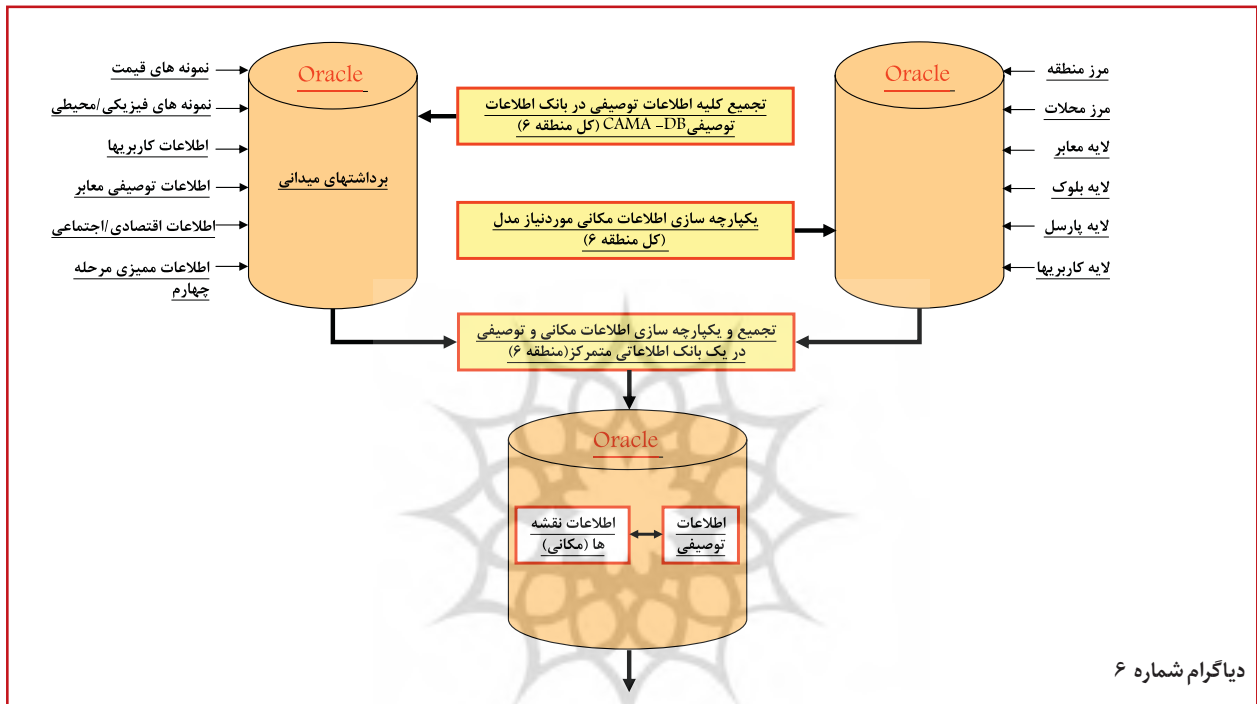 Oracle
مرز منطقه
مرز محلات
لایه معابر
لایه بلوک
لایه پارسل
لایه کاربریها
تجمیع کلیه اطلاعات توصیفی در بانک اطلاعات
توصیفی CAMA -DB (کل منطقه ۶)
یکپارچه سازی اطلاعات مکانی موردنیاز مدل
(کل منطقه ۶)
Oracle
برداشتهای میدانی
نمونه های قیمت
نمونه های فیزیکی/محیطی
اطلاعات کاربریها
اطلاعات توصیفی معابر
اطلاعات اقتصادی/اجتماعی
اطلاعات ممیزی مرحله
چهارم
تجمیع و یکپارچه سازی اطلاعات مکانی و توصیفی
در یک بانک اطلاعاتی متمرکز(منطقه ۶)
Oracle
اطلاعات
توصیفی
اطلاعات نقشه
ها (مکانی)
دیاگرام شماره ۶